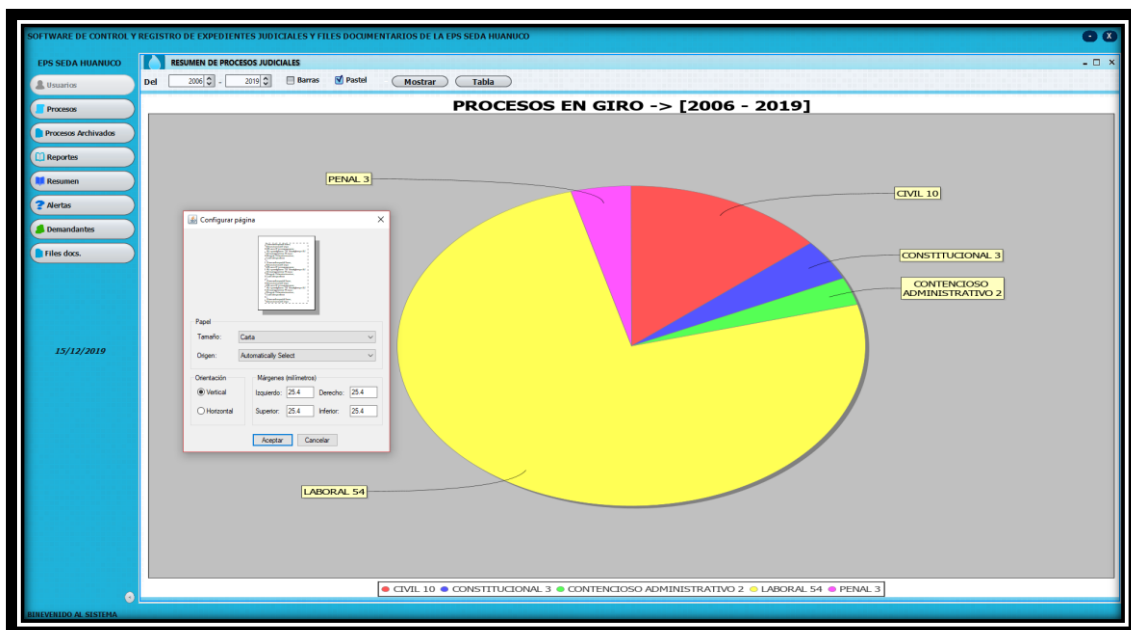 SOFTWARE DE CONTROL Y REGISTRO DE EXPEDIENTES JUDICIALES Y FILES DOCUMENTARIOS DE LA EPS SEDA HUANUCO
EPS SEDA HUANUCO
Usuarios
Procesos
Procesos Archivados
Reportes
Resumen
Alertas
Demandantes
Files docs.
15/12/2019
RESUMEN DE PROCESOS JUDICIALES
Del 2006 - 2019 Barras Pastel Mostrar Tabla
PROCESOS EN GIRO -> [2006 - 2019]
PENAL 3
CIVIL 10
CONSTITUCIONAL 3
CONTENCIOSO
ADMINISTRATIVO 2
LABORAL 54
Configurar página
Papel
Tamaño: Carta
Origen: Automatically Select
Orientación
Vertical
Horizontal
Márgenes (milímetros)
Izquierdo: 25.4 Derecho: 25.4
Superior: 25.4 Inferior: 25.4
Aceptar Cancelar
CIVIL 10 CONSTITUCIONAL 3 CONTENCIOSO ADMINISTRATIVO 2 LABORAL 54 PENAL 3
BINEVENIDO AL SISTEMA